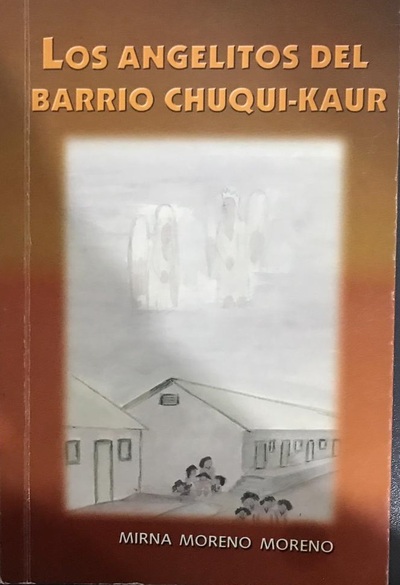 LOS ANGELITOS DEL
BARRIO CHUQUI-KAUR
MIRNA MORENO MORENO